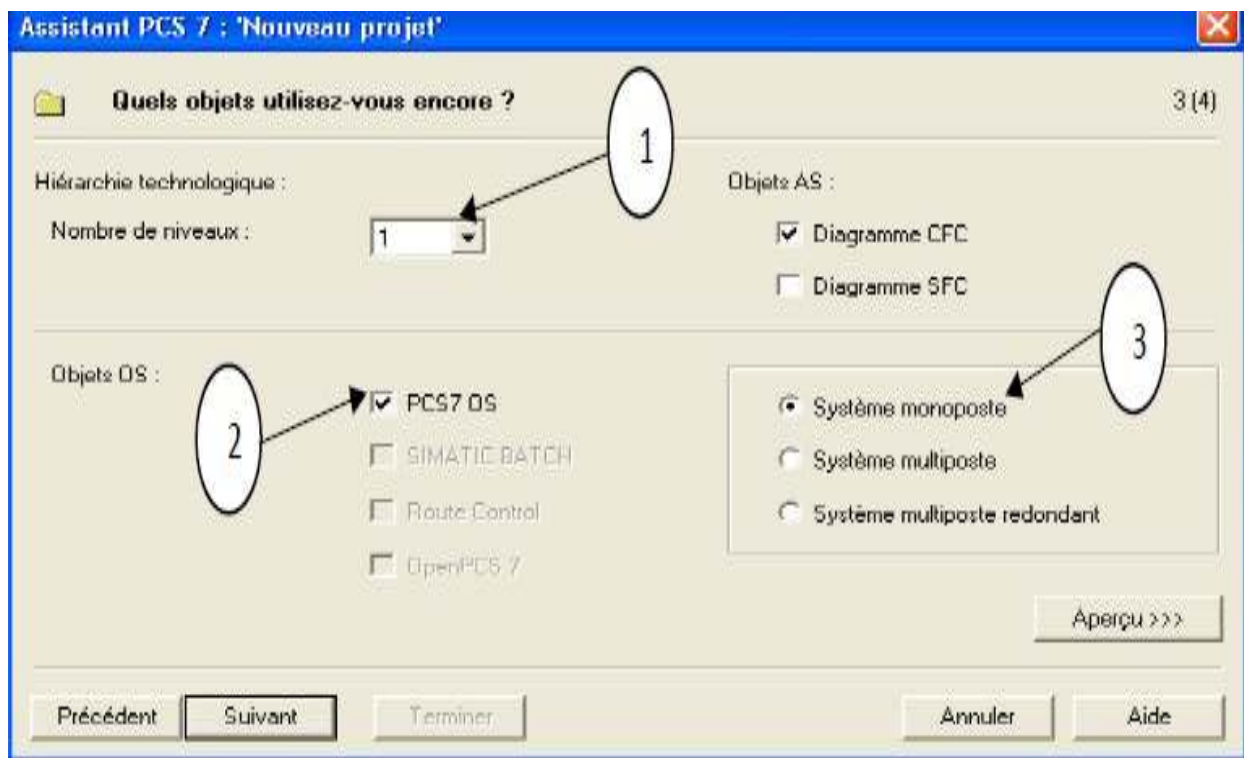 Assistant PCS 7 : 'Nouveau projet'
Quels objets utilisez-vous encore ?
3 (4)
1
Hiérarchie technologique :
Nombre de niveaux :
1
Objets AS :
Diagramme CFC
Diagramme SFC
3
Objets OS :
2
PCS7 OS
SIMATIC BATCH
Route Control
OpenPCS 7
Système monoposte
Système multiposte
Système multiposte redondant
Aperçu >>>
Précédent
Suivant
Terminer
Annuler
Aide